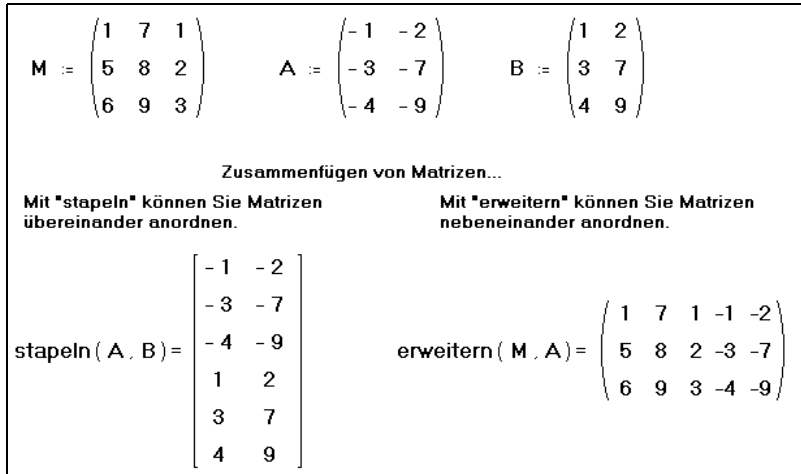 M := (1 7 1
5 8 2
6 9 3)
A := (-1 -2
-3 -7
-4 -9)
B := (1 2
3 7
4 9)
Zusammenfügen von Matrizen...
Mit "stapeln" können Sie Matrizen
übereinander anordnen.
Mit "erweitern" können Sie Matrizen
nebeneinander anordnen.
stapeln ( A , B ) = [-1 -2
-3 -7
-4 -9
1 2
3 7
4 9]
erweitern ( M , A ) = (1 7 1 -1 -2
5 8 2 -3 -7
6 9 3 -4 -9)